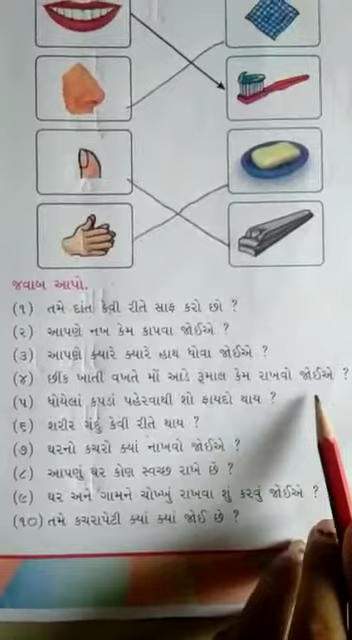 જવાબ આપો.
(૧) તમે દાંત કેવી રીતે સાફ કરો છો ?
(૨) આપણે નખ કેમ કાપવા જોઈએ ?
(૩) આપણે ક્યારે ક્યારે હાથ ધોવા જોઈએ ?
(૪) છીંક ખાતી વખતે મોં આડે રૂમાલ કેમ રાખવો જોઈએ ?
(૫) ધોયેલાં કપડાં પહેરવાથી શો ફાયદો થાય ?
(૬) શરીર ગંદું કેવી રીતે થાય ?
(૭) ઘરનો કચરો ક્યાં નાખવો જોઈએ ?
(૮) આપણું ઘર કોણ સ્વચ્છ રાખે છે ?
(૯) ઘર અને ગામને ચોખ્ખું રાખવા શું કરવું જોઈએ ?
(૧૦) તમે કચરાપેટી ક્યાં ક્યાં જોઈ છે ?